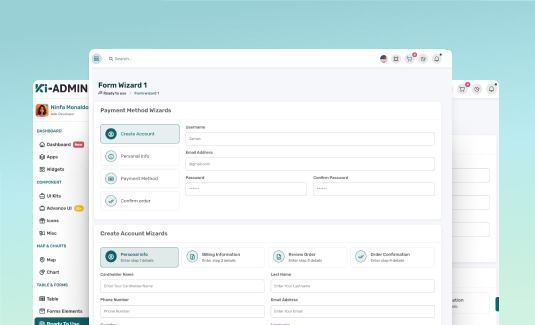 Search...
Ki-ADMIN
Ninfa Monaldo
Web Developer
DASHBOARD
Dashboard
New
Apps
Widgets
COMPONENT
UI Kits
Advance UI
Icons
Misc
MAP & CHARTS
Map
Chart
TABLE & FORMS
Table
Forms Elements
Ready To Use
Form Wizard 1
Ready to use / Form wizard 1
Payment Method Wizards
Create Account
Personal Info
Payment Method
Confirm order
Username
Email Address
@gmail.com
Password
Confirm Password
Create Account Wizards
Personal Info
Enter step 1 details
Billing Information
Enter step 2 details
Review Order
Enter step 3 details
Order Confirmation
Enter step 4 details
Cardholder Name
Enter Your Cardholder Name
Last Name
Enter Your Lastname
Phone Number
Enter Phone Number
Email Address
Enter Your Email